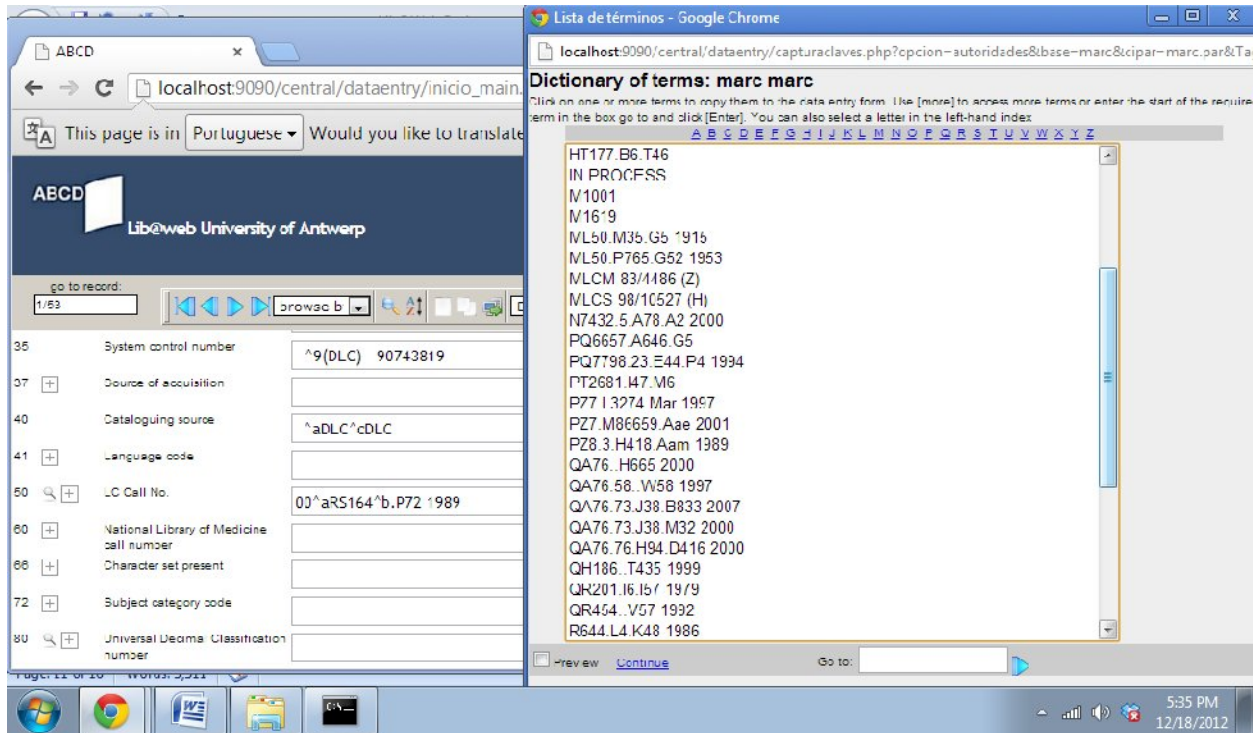 ABCD
localhost:9090/central/dataentry/inicio_main.
This page is in Portuguese Would you like to translate
ABCD
Lib@web University of Antwerp
go to record:
1/53
browse b
35 System control number ^9(DLC) 90743819
37 Source of acquisition
40 Cataloguing source ^aDLC^cDLC
41 Language code
50 LC Call No. 00^aRS164^b.P72 1989
60 National Library of Medicine
call number
66 Character set present
72 Subject category code
80 Universal Decimal Classification
number
Lista de términos - Google Chrome
localhost:9090/central/dataentry/capturaclaves.php?opcion=autoridades&base=marc&cipar=marc.par&Ta
Dictionary of terms: marc marc
Click on one or more terms to copy them to the data entry form. Use [more] to access more terms or enter the start of the require
term in the box go to and click [Enter]. You can also select a letter in the left-hand index
A B C D E F G H I J K L M N O P Q R S T U V W X Y Z
HT177.B6.T46
IN PROCESS
M1001
M1619
ML50.M35.G5 1915
ML50.P765.G52 1953
MLCM 83/4486 (Z)
MLCS 98/10527 (H)
N7432.5.A78.A2 2000
PQ6657.A646.G5
PQ7798.23.E44.P4 1994
PT2681.I47.M6
PZ7.L3274.Mar 1997
PZ7.M86659.Aae 2001
PZ8.3.H418.Aam 1989
QA76..H665 2000
QA76.58..W58 1997
QA76.73.J38.B833 2007
QA76.73.J38.M32 2000
QA76.76.H94.D416 2000
QH186..T435 1999
QR201.I6.I57 1979
QR454..V57 1992
R644.L4.K48 1986
Preview Continue Go to:
5:35 PM
12/18/2012